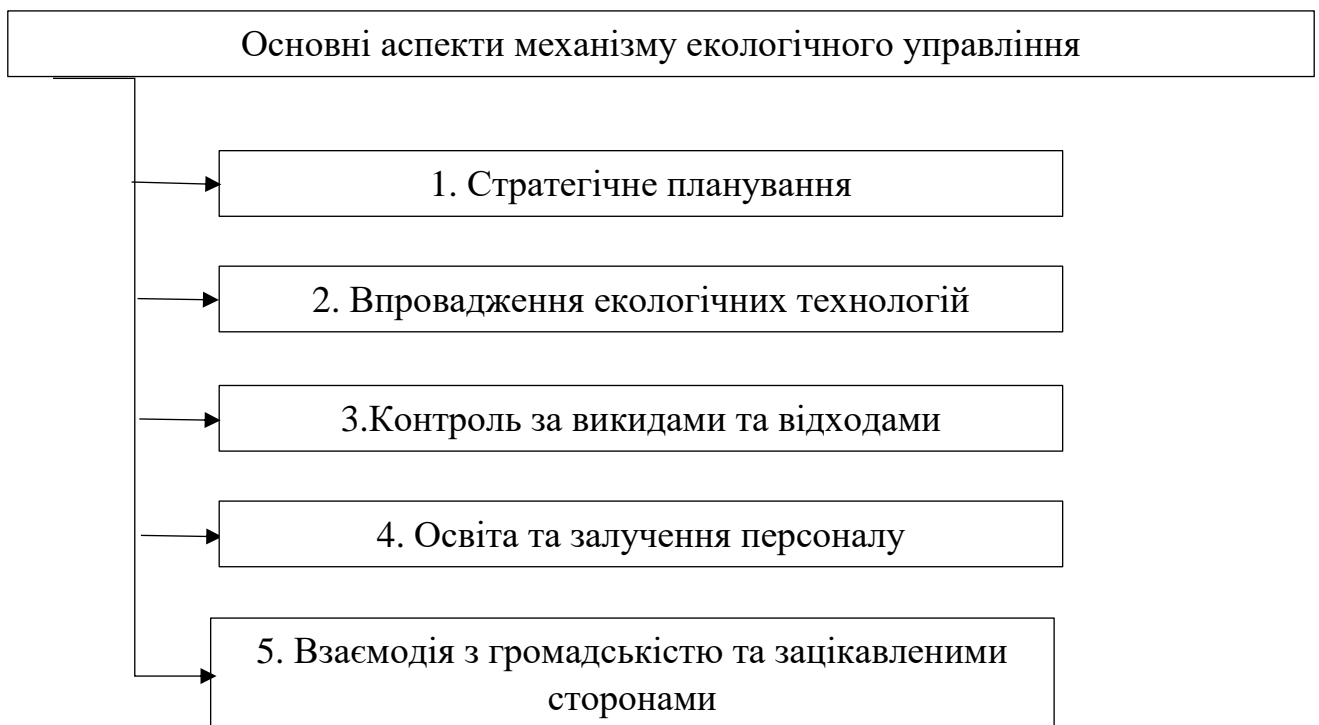 Основні аспекти механізму екологічного управління
1. Стратегічне планування
2. Впровадження екологічних технологій
3.Контроль за викидами та відходами
4. Освіта та залучення персоналу
5. Взаємодія з громадськістю та зацікавленими
сторонами